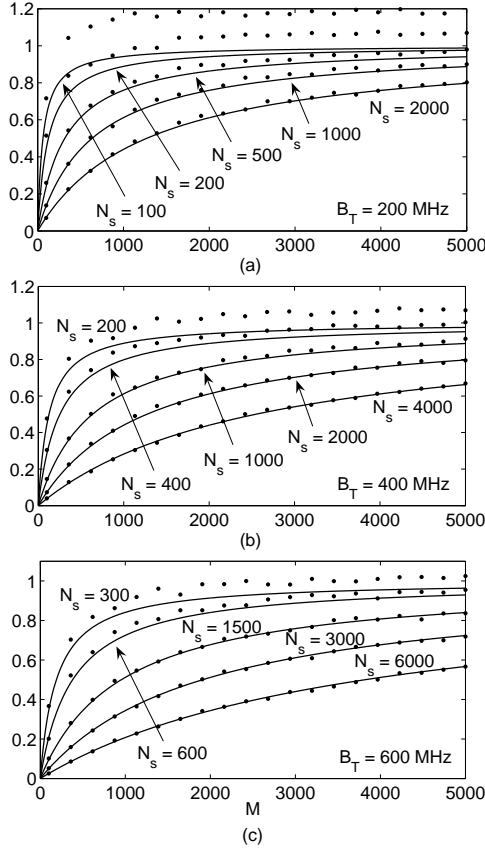 1.2
1
0.8
0.6
0.4
0.2
0
N_s = 2000
N_s = 1000
N_s = 500
N_s = 200
N_s = 100
B_T = 200 MHz
0 1000 2000 3000 4000 5000
(a)
1.2
1
0.8
0.6
0.4
0.2
0
N_s = 200
N_s = 4000
N_s = 2000
N_s = 1000
N_s = 400
B_T = 400 MHz
0 1000 2000 3000 4000 5000
(b)
1
0.8
0.6
0.4
0.2
0
N_s = 300
N_s = 1500
N_s = 3000
N_s = 6000
N_s = 600
B_T = 600 MHz
0 1000 2000 3000 4000 5000
M
(c)